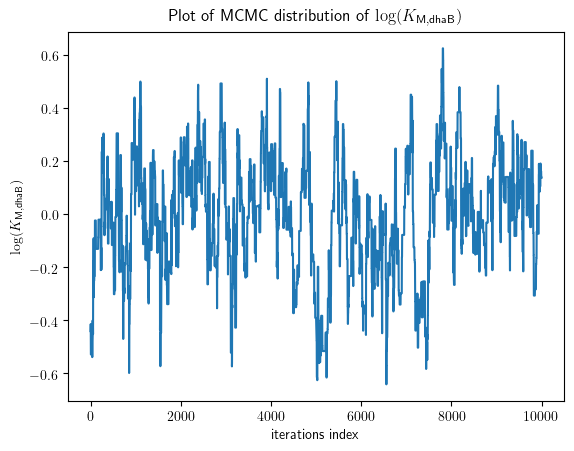 Plot of MCMC distribution of log(K_M,dhaB)
0.6
0.4
0.2
0.0
−0.2
−0.4
−0.6
log(K_M,dhaB)
0 2000 4000 6000 8000 10000
iterations index